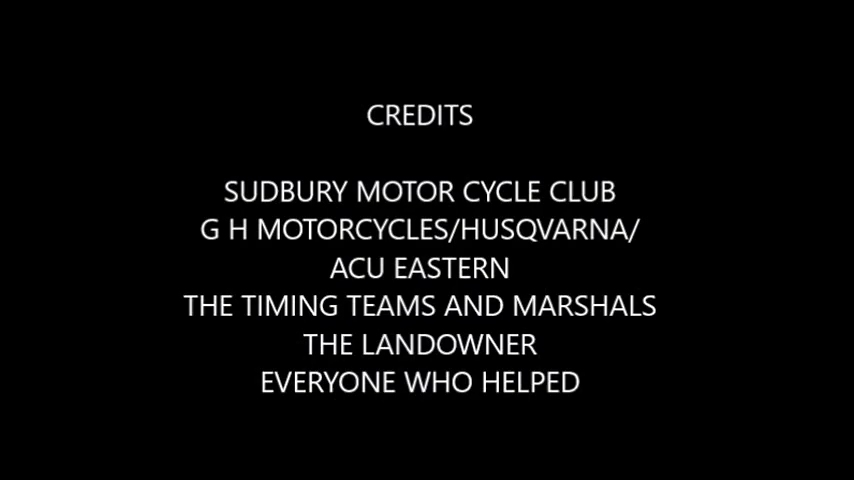 CREDITS
SUDBURY MOTOR CYCLE CLUB
G H MOTORCYCLES/HUSQVARNA/
ACU EASTERN
THE TIMING TEAMS AND MARSHALS
THE LANDOWNER
EVERYONE WHO HELPED